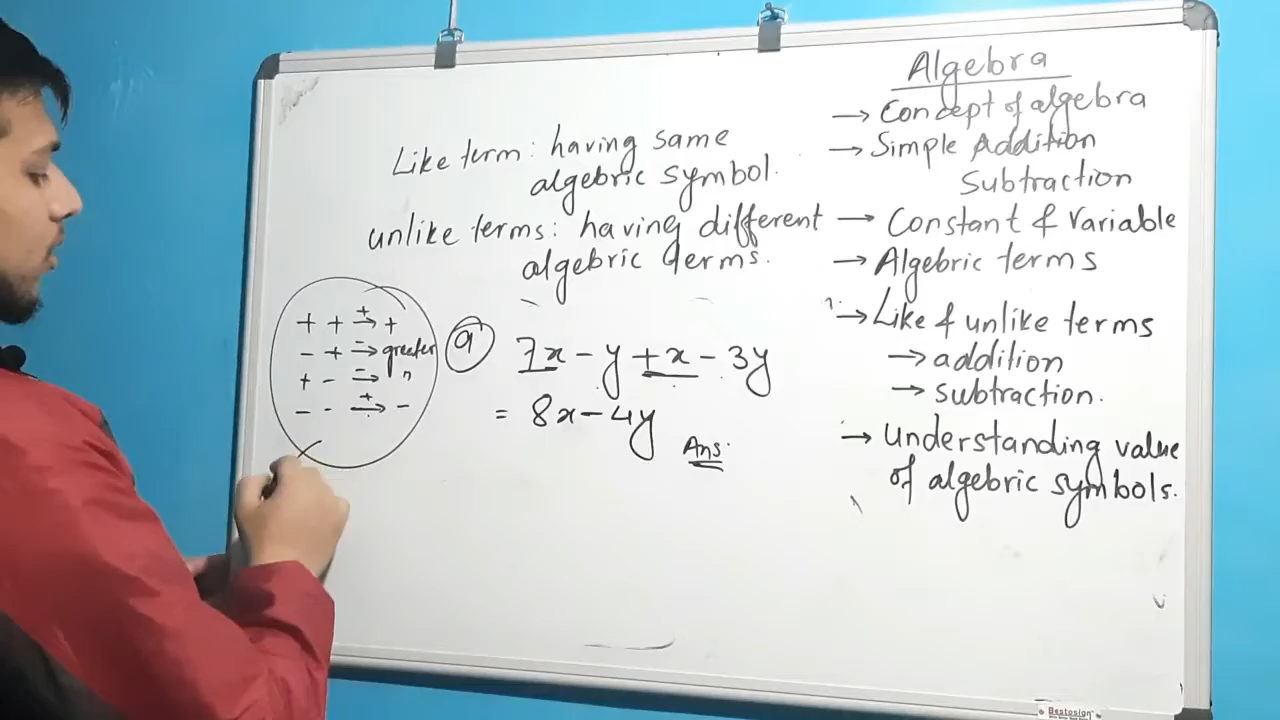 Like term: having same
algebric symbol.
unlike terms: having different
algebric terms.
+ + +→ +
- + -→ greater
+ - -→ "
- - +→ -
a) 7x - y + x - 3y
= 8x - 4y
Ans:
Algebra
→ Concept of algebra
→ Simple Addition
Subtraction
→ Constant & Variable
→ Algebric terms
→ Like & unlike terms
→ addition
→ subtraction.
→ Understanding value
of algebric symbols.
Bestosign